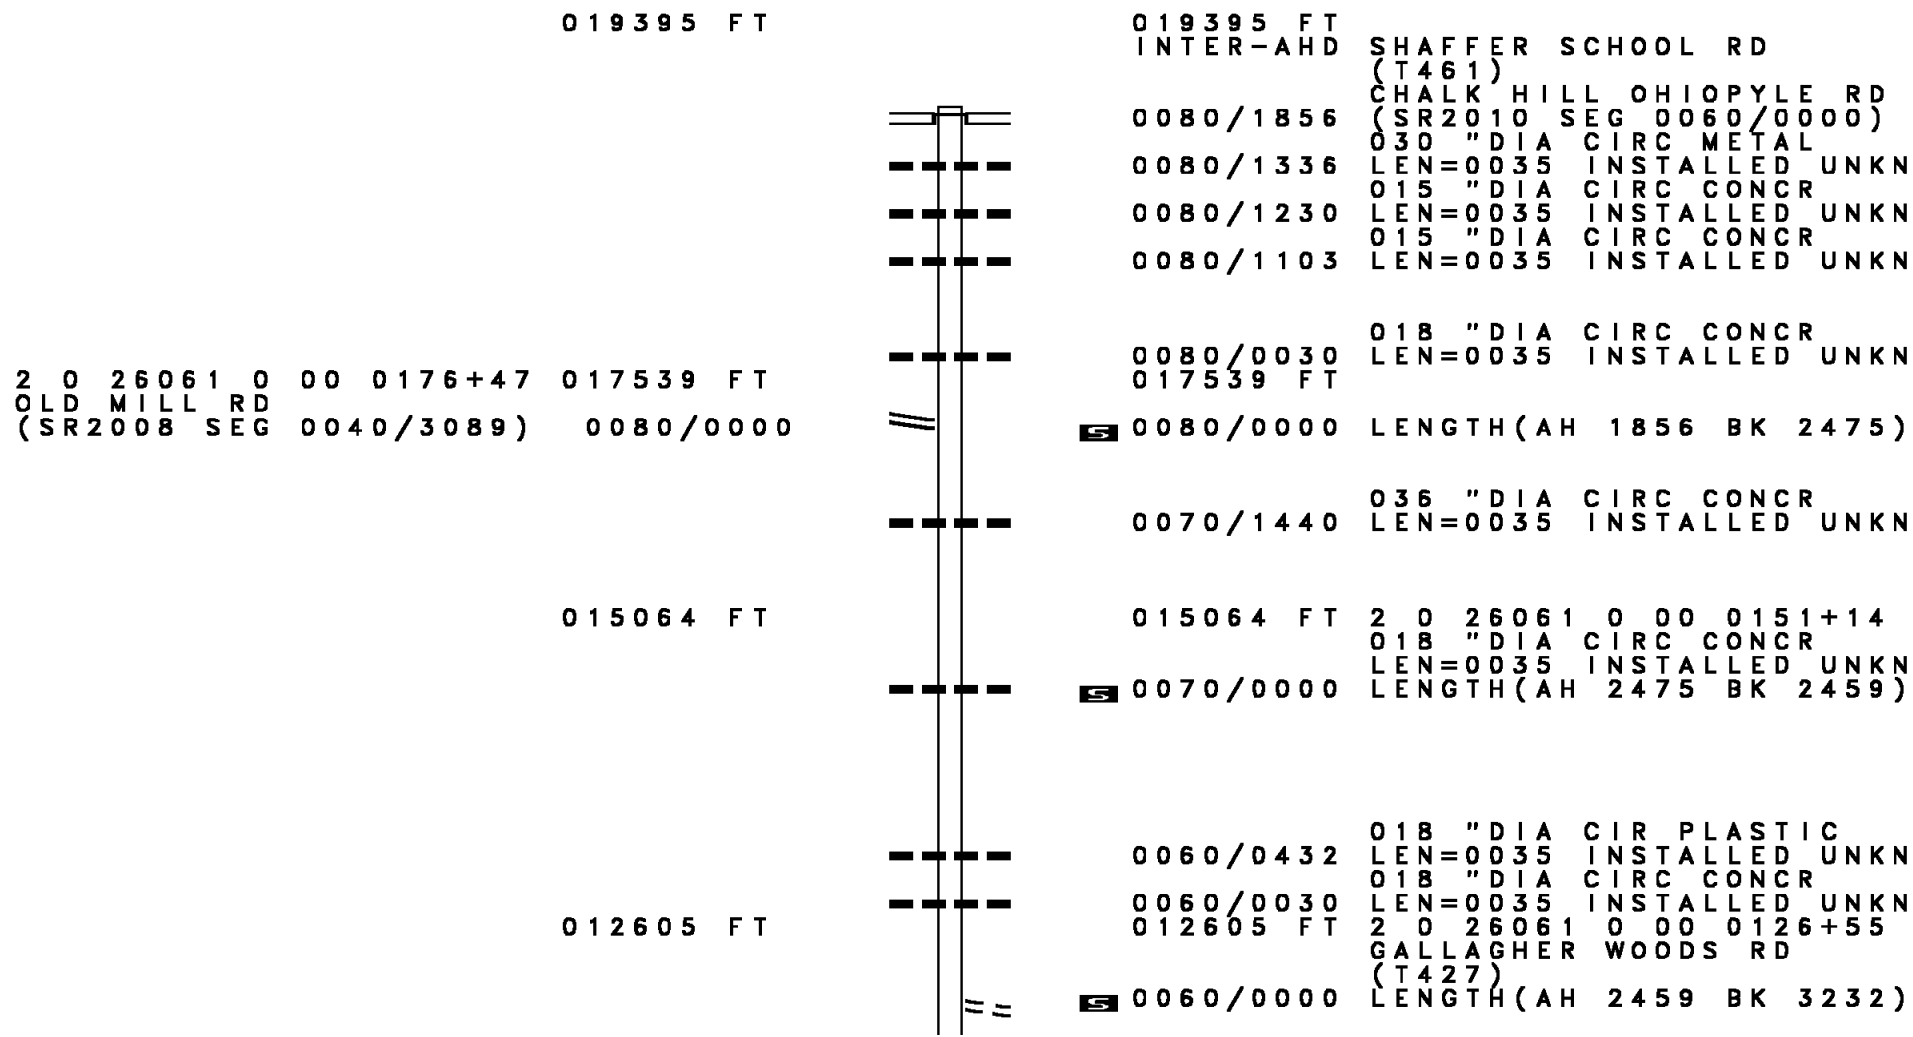 019395 FT 019395 FT
INTER-AHD SHAFFER SCHOOL RD
(T461)
CHALK HILL OHIOPYLE RD
0080/1856 (SR2010 SEG 0060/0000)
030 "DIA CIRC METAL
0080/1336 LEN=0035 INSTALLED UNKN
015 "DIA CIRC CONCR
0080/1230 LEN=0035 INSTALLED UNKN
015 "DIA CIRC CONCR
0080/1103 LEN=0035 INSTALLED UNKN
018 "DIA CIRC CONCR
0080/0030 LEN=0035 INSTALLED UNKN
2 0 26061 0 00 0176+47 017539 FT 017539 FT
OLD MILL RD
(SR2008 SEG 0040/3089) 0080/0000 S 0080/0000 LENGTH(AH 1856 BK 2475)
036 "DIA CIRC CONCR
0070/1440 LEN=0035 INSTALLED UNKN
015064 FT 015064 FT 2 0 26061 0 00 0151+14
018 "DIA CIRC CONCR
LEN=0035 INSTALLED UNKN
S 0070/0000 LENGTH(AH 2475 BK 2459)
018 "DIA CIR PLASTIC
0060/0432 LEN=0035 INSTALLED UNKN
018 "DIA CIRC CONCR
0060/0030 LEN=0035 INSTALLED UNKN
012605 FT 012605 FT 2 0 26061 0 00 0126+55
GALLAGHER WOODS RD
(T427)
S 0060/0000 LENGTH(AH 2459 BK 3232)